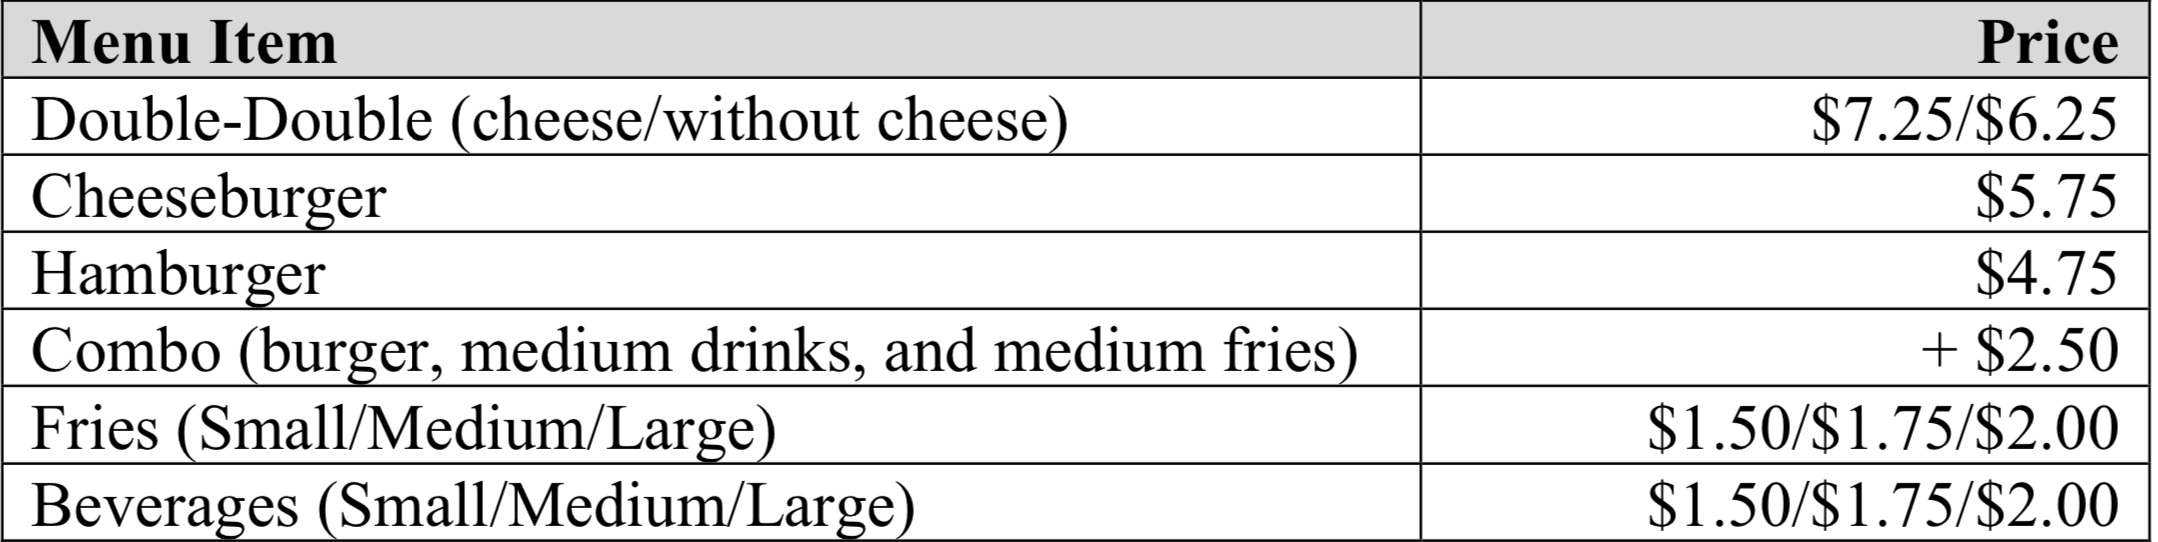 Menu Item Price
Double-Double (cheese/without cheese) $7.25/$6.25
Cheeseburger $5.75
Hamburger $4.75
Combo (burger, medium drinks, and medium fries) + $2.50
Fries (Small/Medium/Large) $1.50/$1.75/$2.00
Beverages (Small/Medium/Large) $1.50/$1.75/$2.00